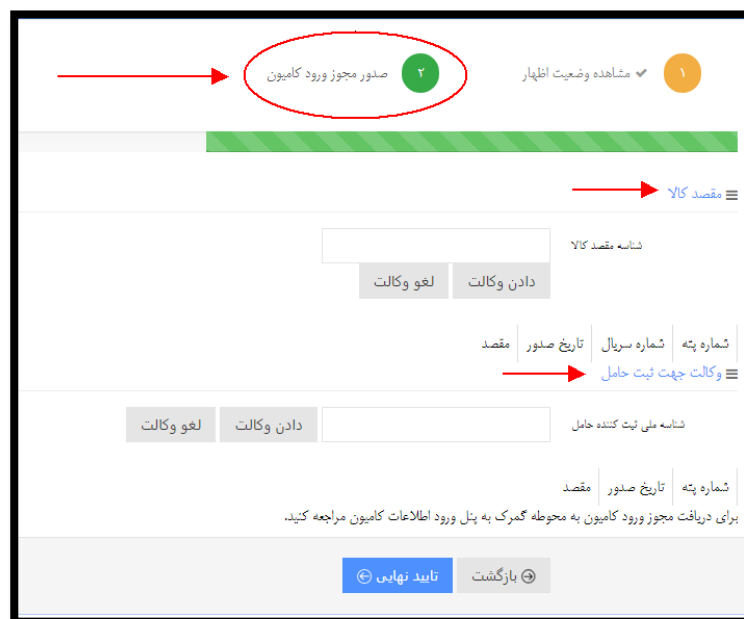 ۱ مشاهده وضعیت اظهار ۲ صدور مجوز ورود کامیون
مقصد کالا
شناسه مقصد کالا
دادن وکالت لغو وکالت
شماره پته شماره سریال تاریخ صدور مقصد
وکالت جهت ثبت حامل
شناسه ملی ثبت کننده حامل دادن وکالت لغو وکالت
شماره پته تاریخ صدور مقصد
برای دریافت مجوز ورود کامیون به محوطه گمرک به پنل ورود اطلاعات کامیون مراجعه کنید.
بازگشت تایید نهایی